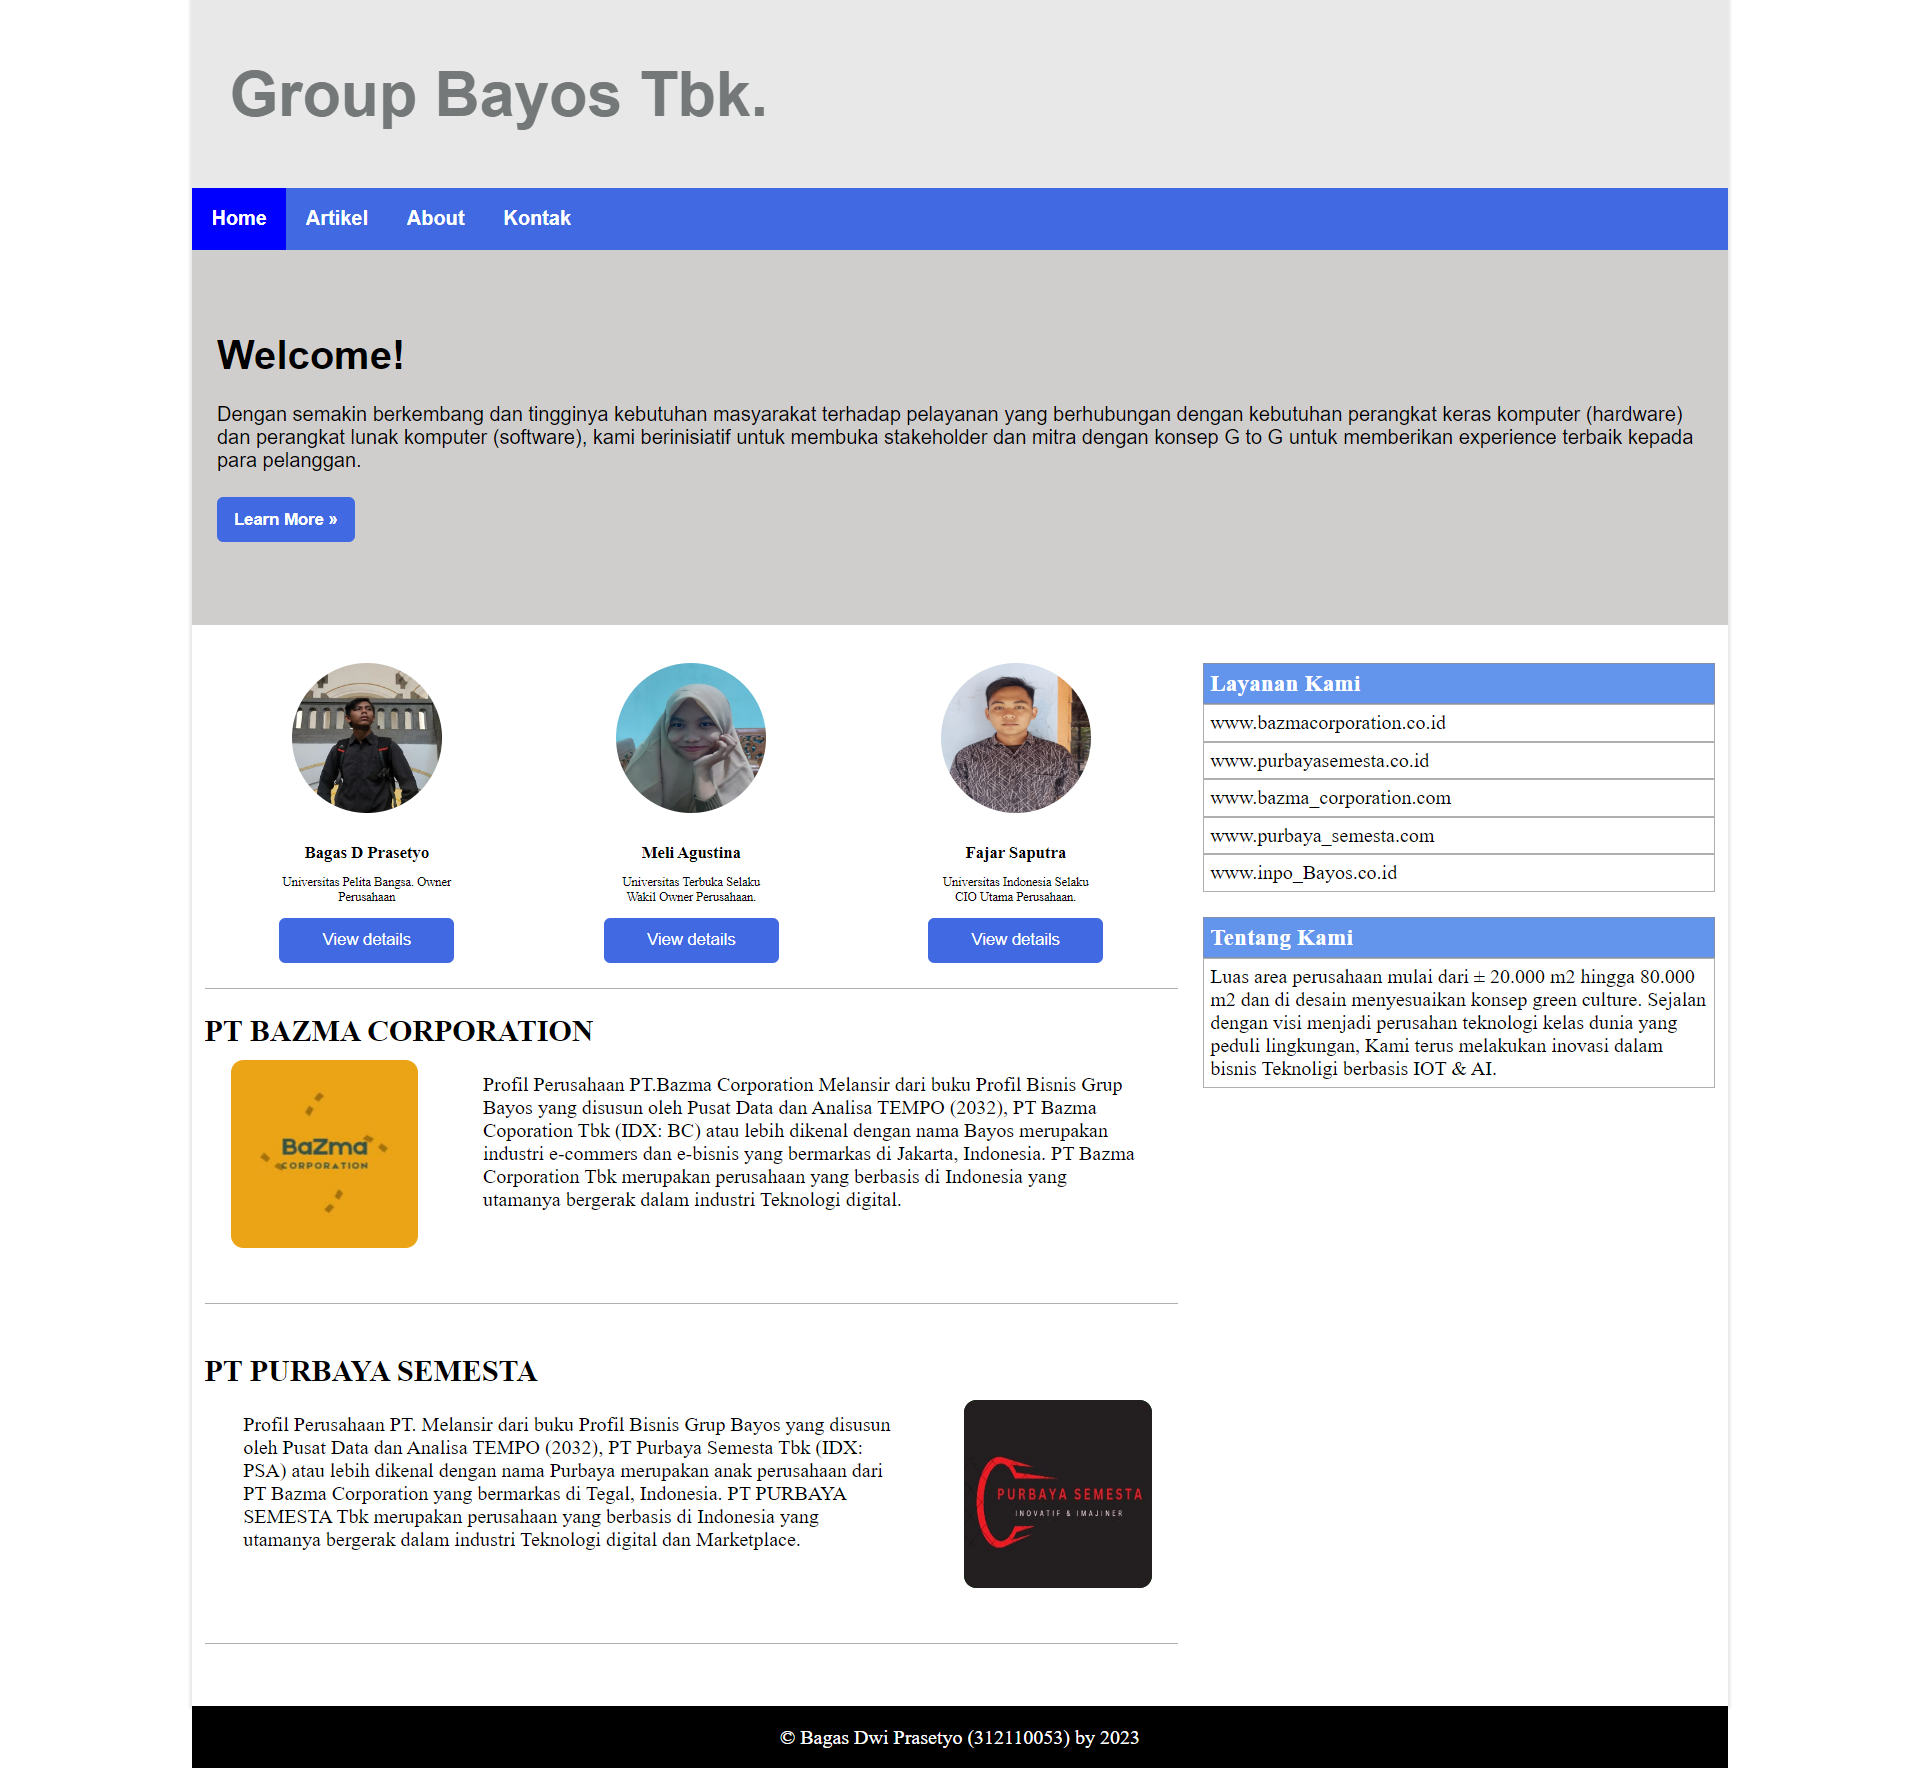 Group Bayos Tbk.
Home
Artikel
About
Kontak
Welcome!
Dengan semakin berkembang dan tingginya kebutuhan masyarakat terhadap pelayanan yang berhubungan dengan kebutuhan perangkat keras komputer (hardware)
dan perangkat lunak komputer (software), kami berinisiatif untuk membuka stakeholder dan mitra dengan konsep G to G untuk memberikan experience terbaik kepada
para pelanggan.
Learn More »
Bagas D Prasetyo
Universitas Pelita Bangsa. Owner
Perusahaan
View details
Meli Agustina
Universitas Terbuka Selaku
Wakil Owner Perusahaan.
View details
Fajar Saputra
Universitas Indonesia Selaku
CIO Utama Perusahaan.
View details
PT BAZMA CORPORATION
BaZma
CORPORATION
Profil Perusahaan PT.Bazma Corporation Melansir dari buku Profil Bisnis Grup
Bayos yang disusun oleh Pusat Data dan Analisa TEMPO (2032), PT Bazma
Coporation Tbk (IDX: BC) atau lebih dikenal dengan nama Bayos merupakan
industri e-commers dan e-bisnis yang bermarkas di Jakarta, Indonesia. PT Bazma
Corporation Tbk merupakan perusahaan yang berbasis di Indonesia yang
utamanya bergerak dalam industri Teknologi digital.
PT PURBAYA SEMESTA
Profil Perusahaan PT. Melansir dari buku Profil Bisnis Grup Bayos yang disusun
oleh Pusat Data dan Analisa TEMPO (2032), PT Purbaya Semesta Tbk (IDX:
PSA) atau lebih dikenal dengan nama Purbaya merupakan anak perusahaan dari
PT Bazma Corporation yang bermarkas di Tegal, Indonesia. PT PURBAYA
SEMESTA Tbk merupakan perusahaan yang berbasis di Indonesia yang
utamanya bergerak dalam industri Teknologi digital dan Marketplace.
PURBAYA SEMESTA
INOVATIF & IMAJINER
Layanan Kami
www.bazmacorporation.co.id
www.purbayasemesta.co.id
www.bazma_corporation.com
www.purbaya_semesta.com
www.inpo_Bayos.co.id
Tentang Kami
Luas area perusahaan mulai dari ± 20.000 m2 hingga 80.000
m2 dan di desain menyesuaikan konsep green culture. Sejalan
dengan visi menjadi perusahan teknologi kelas dunia yang
peduli lingkungan, Kami terus melakukan inovasi dalam
bisnis Teknoligi berbasis IOT & AI.
© Bagas Dwi Prasetyo (312110053) by 2023